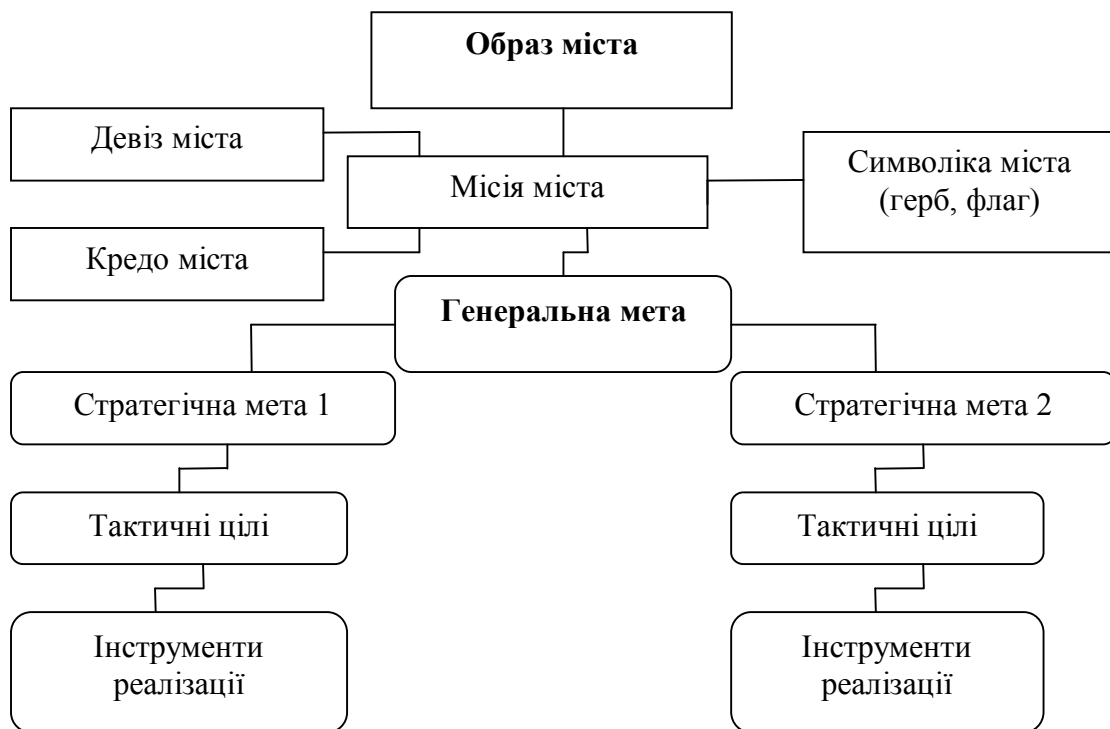 Образ міста
Девіз міста
Місія міста
Символіка міста
(герб, флаг)
Кредо міста
Генеральна мета
Стратегічна мета 1
Стратегічна мета 2
Тактичні цілі
Тактичні цілі
Інструменти
реалізації
Інструменти
реалізації